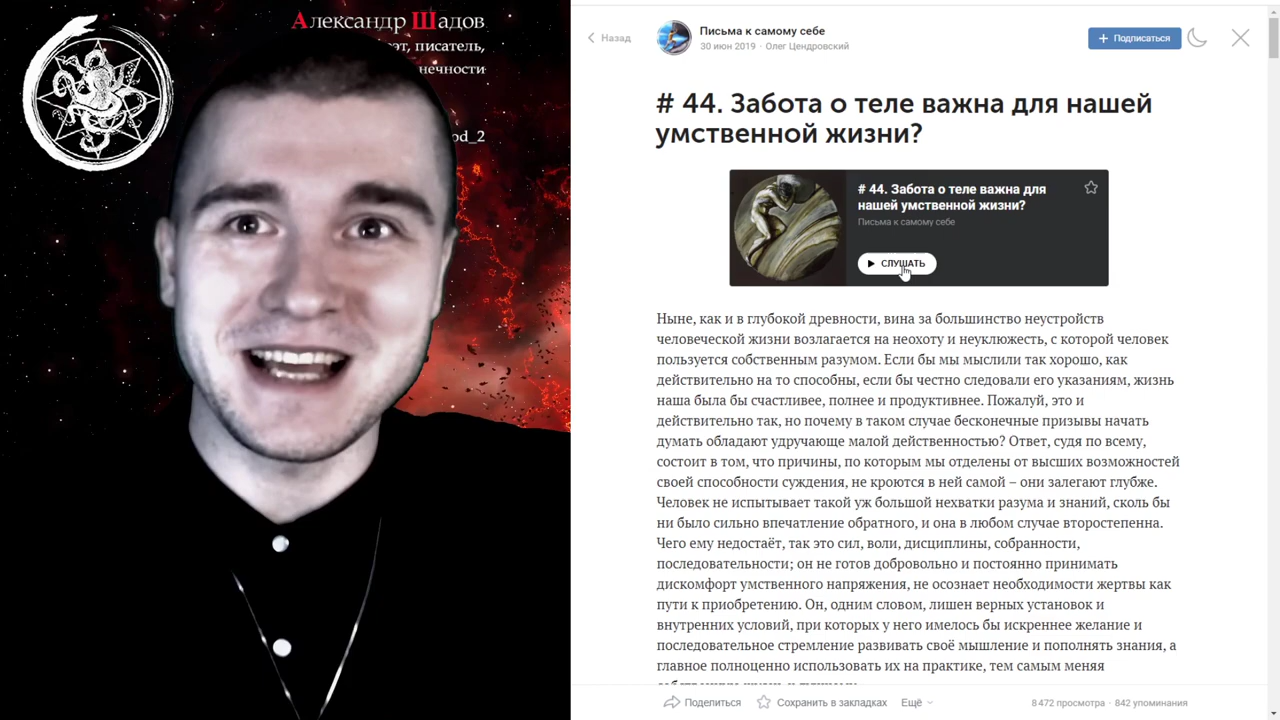 Александр Шадов
писатель,
od_2
Назад
Письма к самому себе
30 июн 2019 · Олег Цендровский
+ Подписаться
# 44. Забота о теле важна для нашей
умственной жизни?
# 44. Забота о теле важна для
нашей умственной жизни?
Письма к самому себе
СЛУШАТЬ
Ныне, как и в глубокой древности, вина за большинство неустройств
человеческой жизни возлагается на неохоту и неуклюжесть, с которой человек
пользуется собственным разумом. Если бы мы мыслили так хорошо, как
действительно на то способны, если бы честно следовали его указаниям, жизнь
наша была бы счастливее, полнее и продуктивнее. Пожалуй, это и
действительно так, но почему в таком случае бесконечные призывы начать
думать обладают удручающе малой действенностью? Ответ, судя по всему,
состоит в том, что причины, по которым мы отделены от высших возможностей
своей способности суждения, не кроются в ней самой – они залегают глубже.
Человек не испытывает такой уж большой нехватки разума и знаний, сколь бы
ни было сильно впечатление обратного, и она в любом случае второстепенна.
Чего ему недостаёт, так это сил, воли, дисциплины, собранности,
последовательности; он не готов добровольно и постоянно принимать
дискомфорт умственного напряжения, не осознает необходимости жертвы как
пути к приобретению. Он, одним словом, лишен верных установок и
внутренних условий, при которых у него имелось бы искреннее желание и
последовательное стремление развивать своё мышление и пополнять знания, а
главное полноценно использовать их на практике, тем самым меняя
Поделиться
Сохранить в закладках
Ещё
8 472 просмотра · 842 упоминания